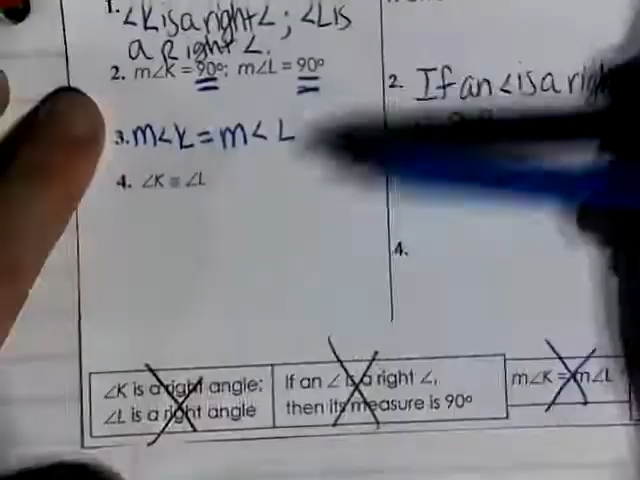 1. ∠K is a right ∠; ∠L is
a Right ∠.
2. m∠K = 90°; m∠L = 90°
2. If an ∠ is a
3. m∠K = m∠L
4. ∠K ≅ ∠L
4.
∠K is a right angle;
∠L is a right angle
If an ∠ is a right ∠,
then its measure is 90°
m∠K = m∠L